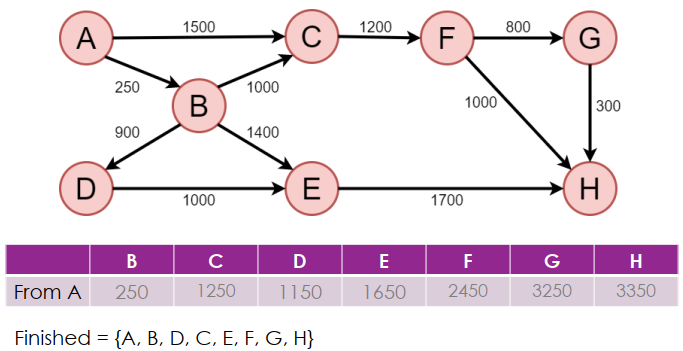 A 1500 C 1200 F 800 G
250 1000 1000 300
B
900 1400
D 1000 E 1700 H
B C D E F G H
From A 250 1250 1150 1650 2450 3250 3350
Finished = {A, B, D, C, E, F, G, H}